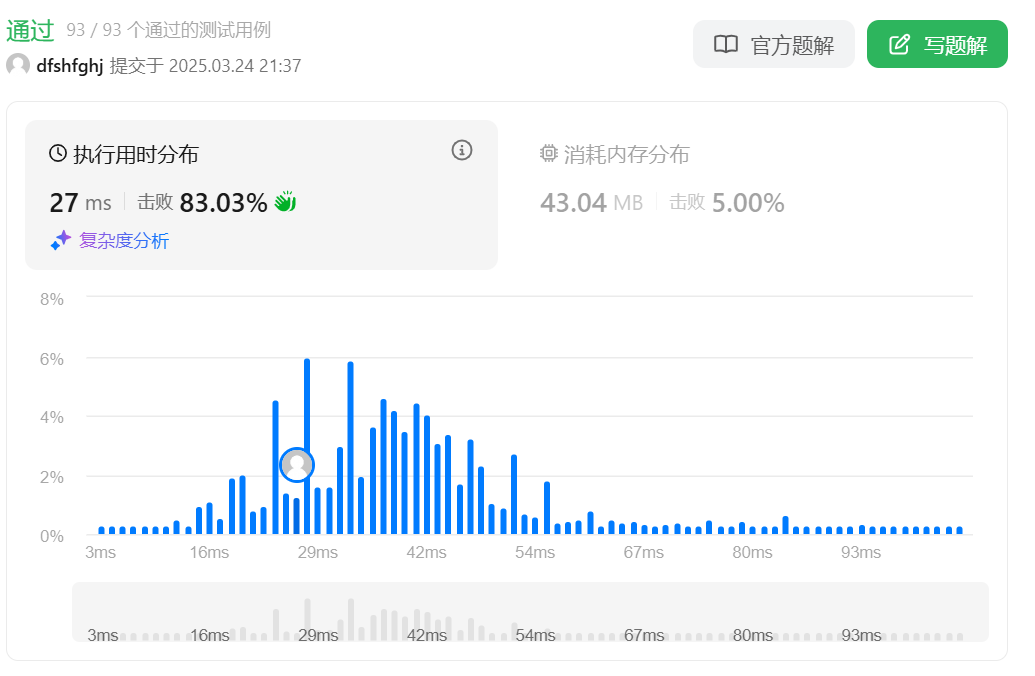 通过 93 / 93 个通过的测试用例
dfshfghj 提交于 2025.03.24 21:37
官方题解
写题解
执行用时分布
27 ms 击败 83.03%
复杂度分析
消耗内存分布
43.04 MB 击败 5.00%
8%
6%
4%
2%
0%
3ms 16ms 29ms 42ms 54ms 67ms 80ms 93ms
3ms 16ms 29ms 42ms 54ms 67ms 80ms 93ms